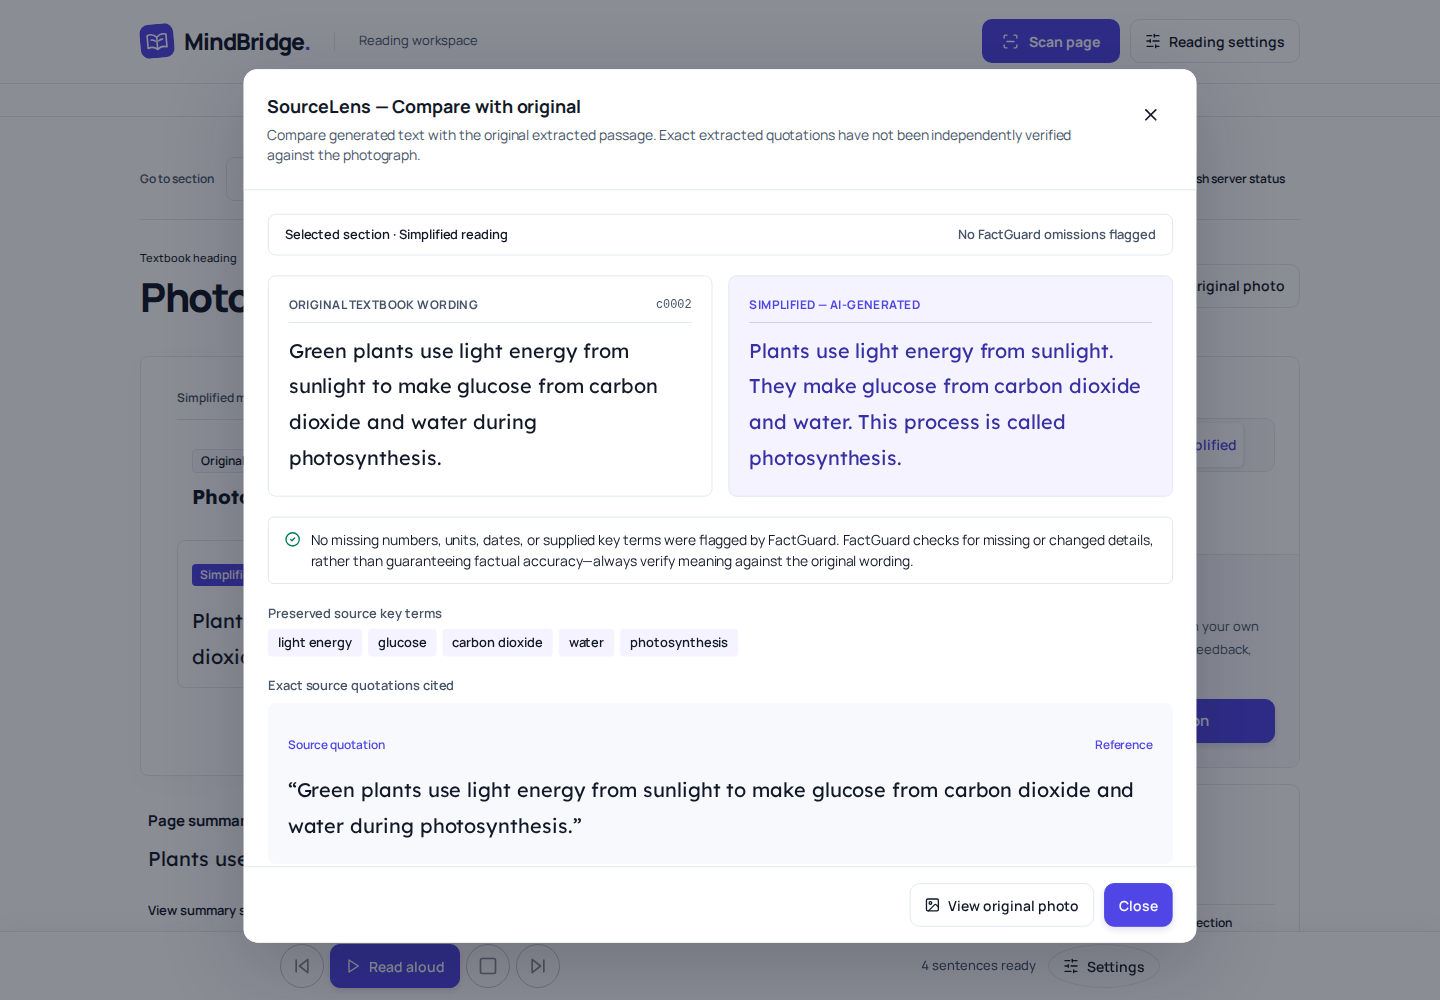 MindBridge.
Reading workspace
Scan page
Reading settings
SourceLens — Compare with original
Compare generated text with the original extracted passage. Exact extracted quotations have not been independently verified
against the photograph.
Go to section
sh server status
Selected section · Simplified reading
No FactGuard omissions flagged
Textbook heading
Photo
riginal photo
ORIGINAL TEXTBOOK WORDING
c0002
Green plants use light energy from
sunlight to make glucose from carbon
dioxide and water during
photosynthesis.
SIMPLIFIED — AI-GENERATED
Plants use light energy from sunlight.
They make glucose from carbon dioxide
and water. This process is called
photosynthesis.
Simplified m
Original
Photo
plified
No missing numbers, units, dates, or supplied key terms were flagged by FactGuard. FactGuard checks for missing or changed details,
rather than guaranteeing factual accuracy—always verify meaning against the original wording.
Simplifi
Plant
dioxi
Preserved source key terms
light energy
glucose
carbon dioxide
water
photosynthesis
your own
eedback,
Exact source quotations cited
on
Source quotation
Reference
“Green plants use light energy from sunlight to make glucose from carbon dioxide and
water during photosynthesis.”
Page summar
Plants use
View summary s
ection
View original photo
Close
Read aloud
4 sentences ready
Settings